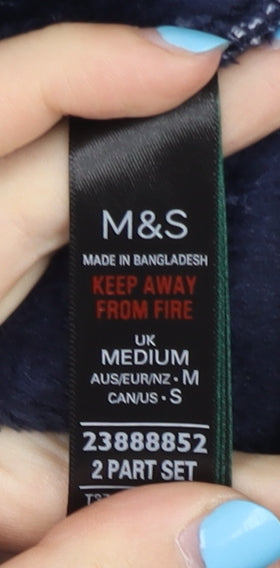 M&S
MADE IN BANGLADESH
KEEP AWAY
FROM FIRE
UK
MEDIUM
AUS/EUR/NZ • M
CAN/US • S
23888852
2 PART SET